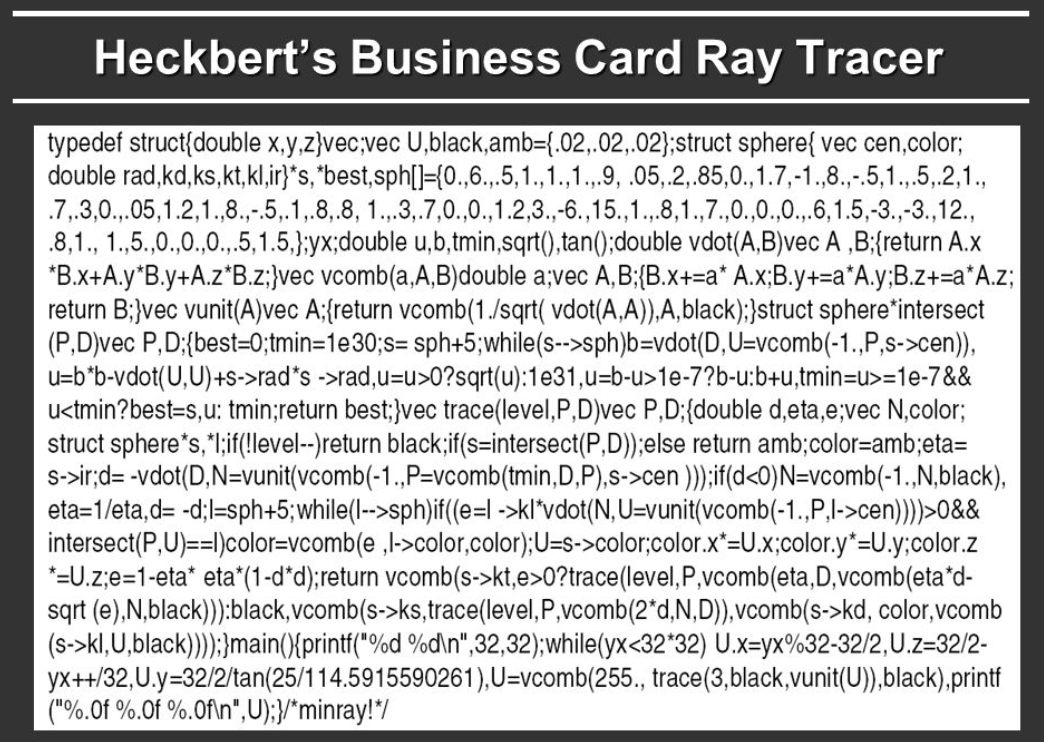 Heckbert's Business Card Ray Tracer
typedef struct{double x,y,z}vec;vec U,black,amb={.02,.02,.02};struct sphere{ vec cen,color;
double rad,kd,ks,kt,kl,ir}*s,*best,sph[]={0.,6.,.5,1.,1.,1.,.9, .05,.2,.85,0.,1.7,-1.,8.,-.5,1.,.5,.2,1.,
.7,.3,0.,.05,1.2,1.,8.,-.5,.1,.8,.8, 1.,.3,.7,0.,0.,1.2,3.,-6.,15.,1.,.8,1.,7.,0.,0.,0.,.6,1.5,-3.,-3.,12.,
.8,1., 1.,5.,0.,0.,0.,.5,1.5,};yx;double u,b,tmin,sqrt(),tan();double vdot(A,B)vec A ,B;{return A.x
*B.x+A.y*B.y+A.z*B.z;}vec vcomb(a,A,B)double a;vec A,B;{B.x+=a* A.x;B.y+=a*A.y;B.z+=a*A.z;
return B;}vec vunit(A)vec A;{return vcomb(1./sqrt( vdot(A,A)),A,black);}struct sphere*intersect
(P,D)vec P,D;{best=0;tmin=1e30;s= sph+5;while(s-->sph)b=vdot(D,U=vcomb(-1.,P,s->cen)),
u=b*b-vdot(U,U)+s->rad*s ->rad,u=u>0?sqrt(u):1e31,u=b-u>1e-7?b-u:b+u,tmin=u>=1e-7&&
u<tmin?best=s,u: tmin;return best;}vec trace(level,P,D)vec P,D;{double d,eta,e;vec N,color;
struct sphere*s,*l;if(!level--)return black;if(s=intersect(P,D));else return amb;color=amb;eta=
s->ir;d= -vdot(D,N=vunit(vcomb(-1.,P=vcomb(tmin,D,P),s->cen )));if(d<0)N=vcomb(-1.,N,black),
eta=1/eta,d= -d;l=sph+5;while(l-->sph)if((e=l ->kl*vdot(N,U=vunit(vcomb(-1.,P,l->cen))))>0&&
intersect(P,U)==l)color=vcomb(e ,l->color,color);U=s->color;color.x*=U.x;color.y*=U.y;color.z
*=U.z;e=1-eta* eta*(1-d*d);return vcomb(s->kt,e>0?trace(level,P,vcomb(eta,D,vcomb(eta*d-
sqrt (e),N,black))):black,vcomb(s->ks,trace(level,P,vcomb(2*d,N,D)),vcomb(s->kd, color,vcomb
(s->kl,U,black))));}main(){printf("%d %d\n",32,32);while(yx<32*32) U.x=yx%32-32/2,U.z=32/2-
yx++/32,U.y=32/2/tan(25/114.5915590261),U=vcomb(255., trace(3,black,vunit(U)),black),printf
("%.0f %.0f %.0f\n",U);}/*minray!*/